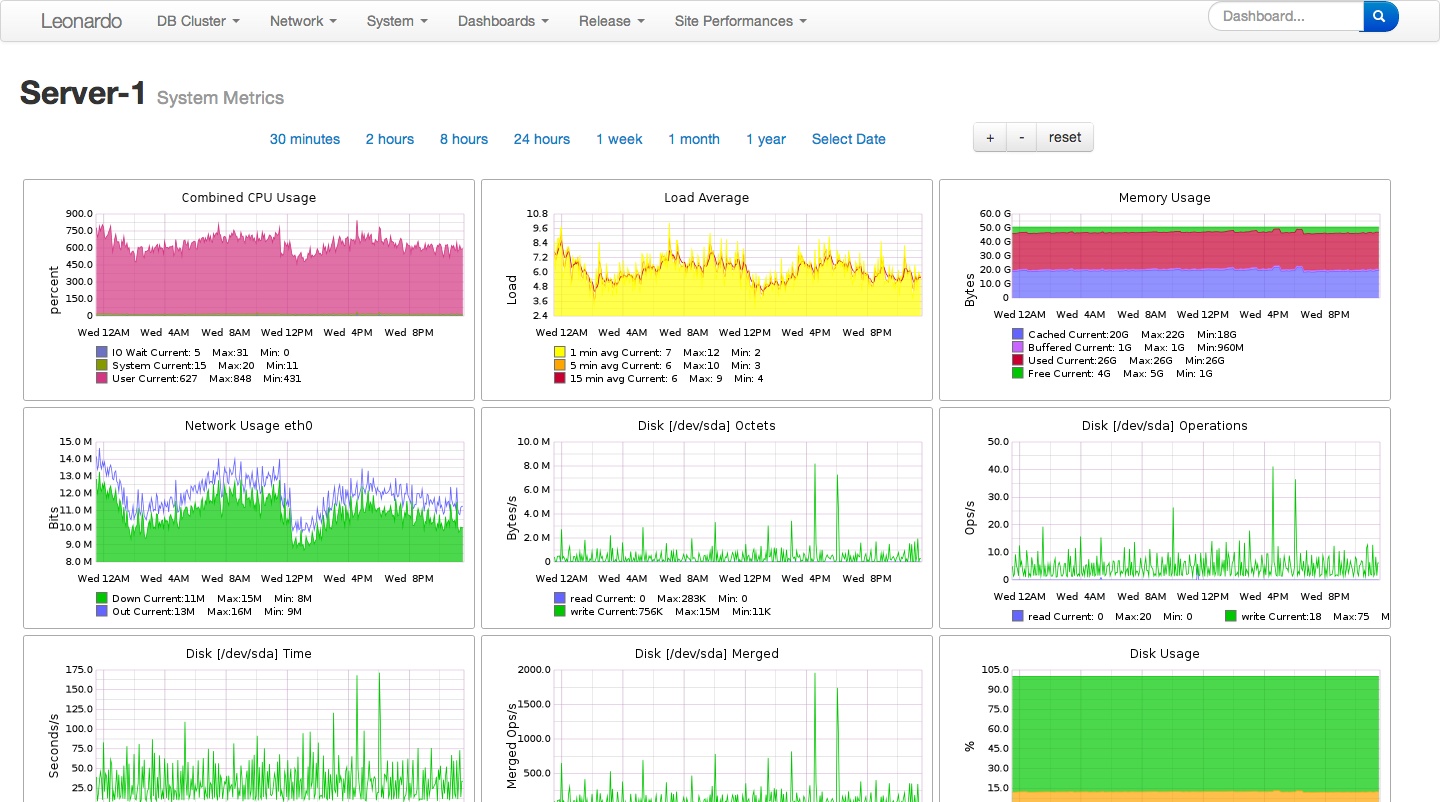 Leonardo DB Cluster Network System Dashboards Release Site Performances Dashboard...
Server-1 System Metrics
30 minutes 2 hours 8 hours 24 hours 1 week 1 month 1 year Select Date + - reset
Combined CPU Usage
900.0
750.0
600.0
450.0
300.0
150.0
0
percent
Wed 12AM Wed 4AM Wed 8AM Wed 12PM Wed 4PM Wed 8PM
IO Wait Current: 5 Max:31 Min: 0
System Current:15 Max:20 Min:11
User Current:627 Max:848 Min:431
Load Average
10.8
9.6
8.4
7.2
6.0
4.8
3.6
2.4
Load
Wed 12AM Wed 4AM Wed 8AM Wed 12PM Wed 4PM Wed 8PM
1 min avg Current: 7 Max:12 Min: 2
5 min avg Current: 6 Max:10 Min: 3
15 min avg Current: 6 Max: 9 Min: 4
Memory Usage
60.0 G
50.0 G
40.0 G
30.0 G
20.0 G
10.0 G
0
Bytes
Wed 12AM Wed 4AM Wed 8AM Wed 12PM Wed 4PM Wed 8PM
Cached Current:20G Max:22G Min:18G
Buffered Current: 1G Max: 1G Min:960M
Used Current:26G Max:26G Min:26G
Free Current: 4G Max: 5G Min: 1G
Network Usage eth0
15.0 M
14.0 M
13.0 M
12.0 M
11.0 M
10.0 M
9.0 M
8.0 M
Bits
Wed 12AM Wed 4AM Wed 8AM Wed 12PM Wed 4PM Wed 8PM
Down Current:11M Max:15M Min: 8M
Out Current:13M Max:16M Min: 9M
Disk [/dev/sda] Octets
10.0 M
8.0 M
6.0 M
4.0 M
2.0 M
0
Bytes/s
Wed 12AM Wed 4AM Wed 8AM Wed 12PM Wed 4PM Wed 8PM
read Current: 0 Max:283K Min: 0
write Current:756K Max:15M Min:11K
Disk [/dev/sda] Operations
50.0
40.0
30.0
20.0
10.0
0
Ops/s
Wed 12AM Wed 4AM Wed 8AM Wed 12PM Wed 4PM Wed 8PM
read Current: 0 Max:20 Min: 0 write Current:18 Max:75 M
Disk [/dev/sda] Time
175.0
150.0
125.0
100.0
75.0
50.0
25.0
Seconds/s
Disk [/dev/sda] Merged
2000.0
1500.0
1000.0
500.0
Merged Ops/s
Disk Usage
105.0
90.0
75.0
60.0
45.0
30.0
15.0
%